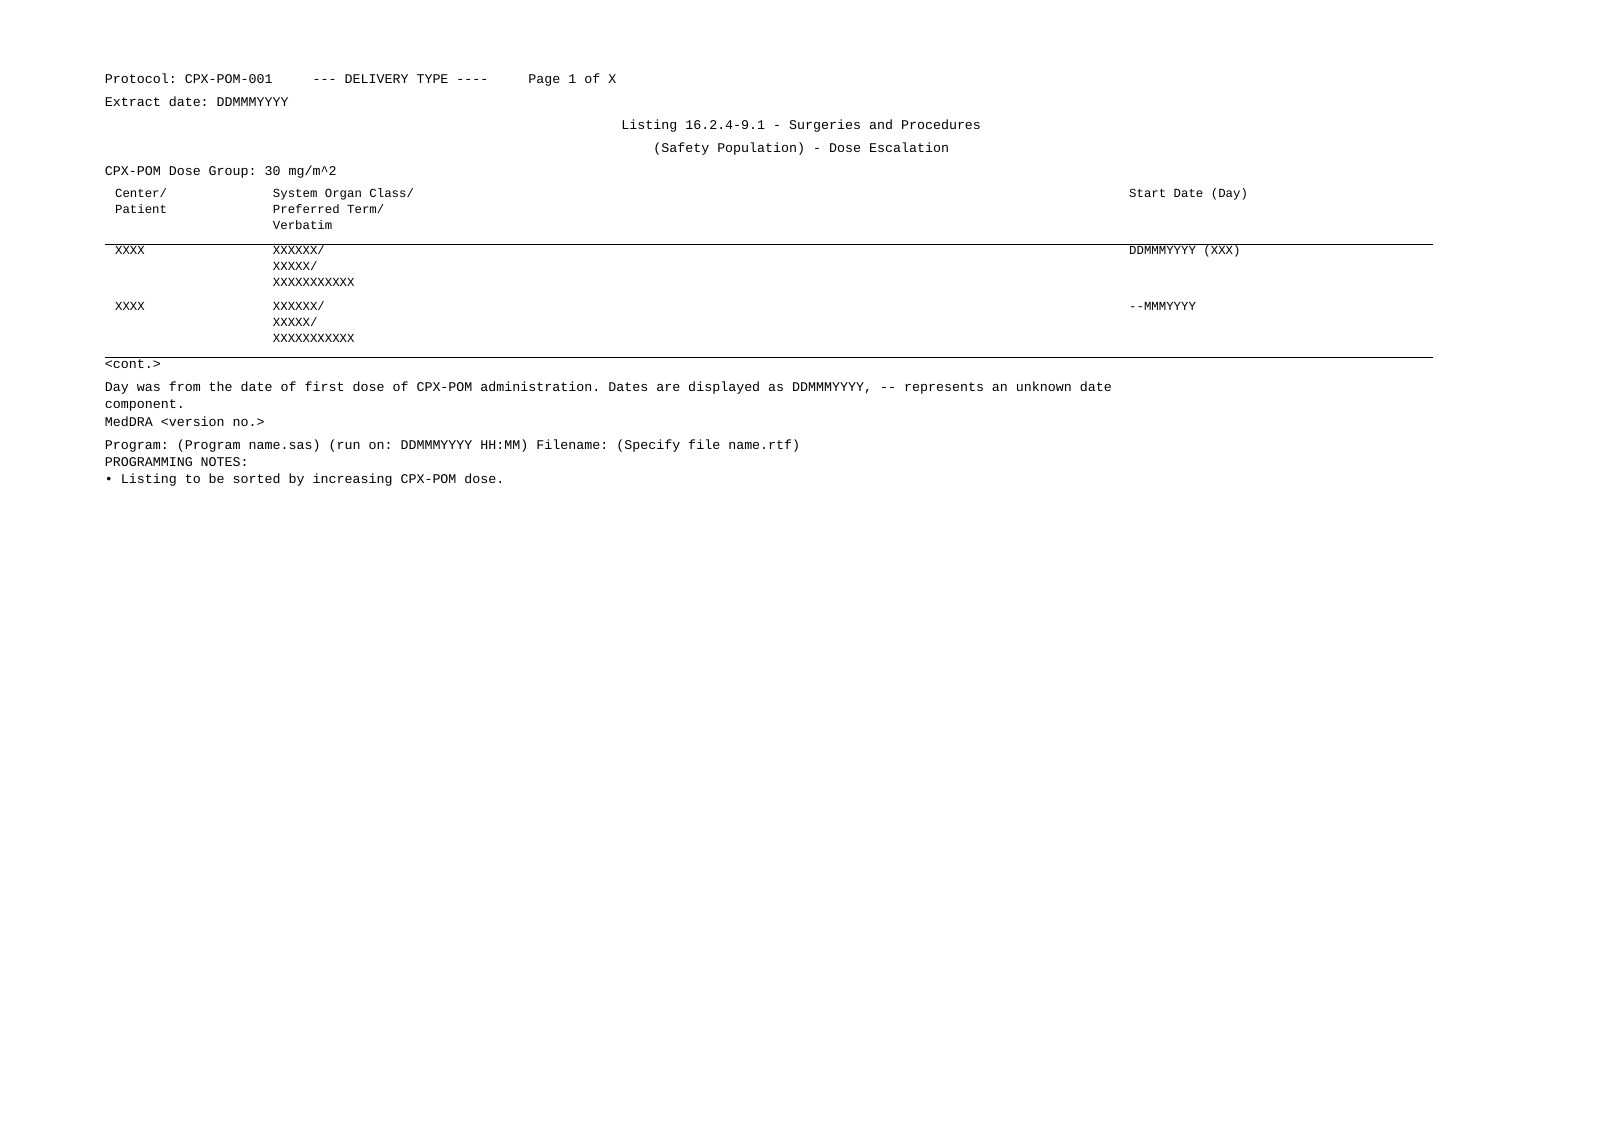 Protocol: CPX-POM-001 --- DELIVERY TYPE ---- Page 1 of X
Extract date: DDMMMYYYY
Listing 16.2.4-9.1 - Surgeries and Procedures
(Safety Population) - Dose Escalation
CPX-POM Dose Group: 30 mg/m^2
Center/ System Organ Class/ Start Date (Day)
Patient Preferred Term/
Verbatim
XXXX XXXXXX/ DDMMMYYYY (XXX)
XXXXX/
XXXXXXXXXXX
XXXX XXXXXX/ --MMMYYYY
XXXXX/
XXXXXXXXXXX
<cont.>
Day was from the date of first dose of CPX-POM administration. Dates are displayed as DDMMMYYYY, -- represents an unknown date
component.
MedDRA <version no.>
Program: (Program name.sas) (run on: DDMMMYYYY HH:MM) Filename: (Specify file name.rtf)
PROGRAMMING NOTES:
• Listing to be sorted by increasing CPX-POM dose.